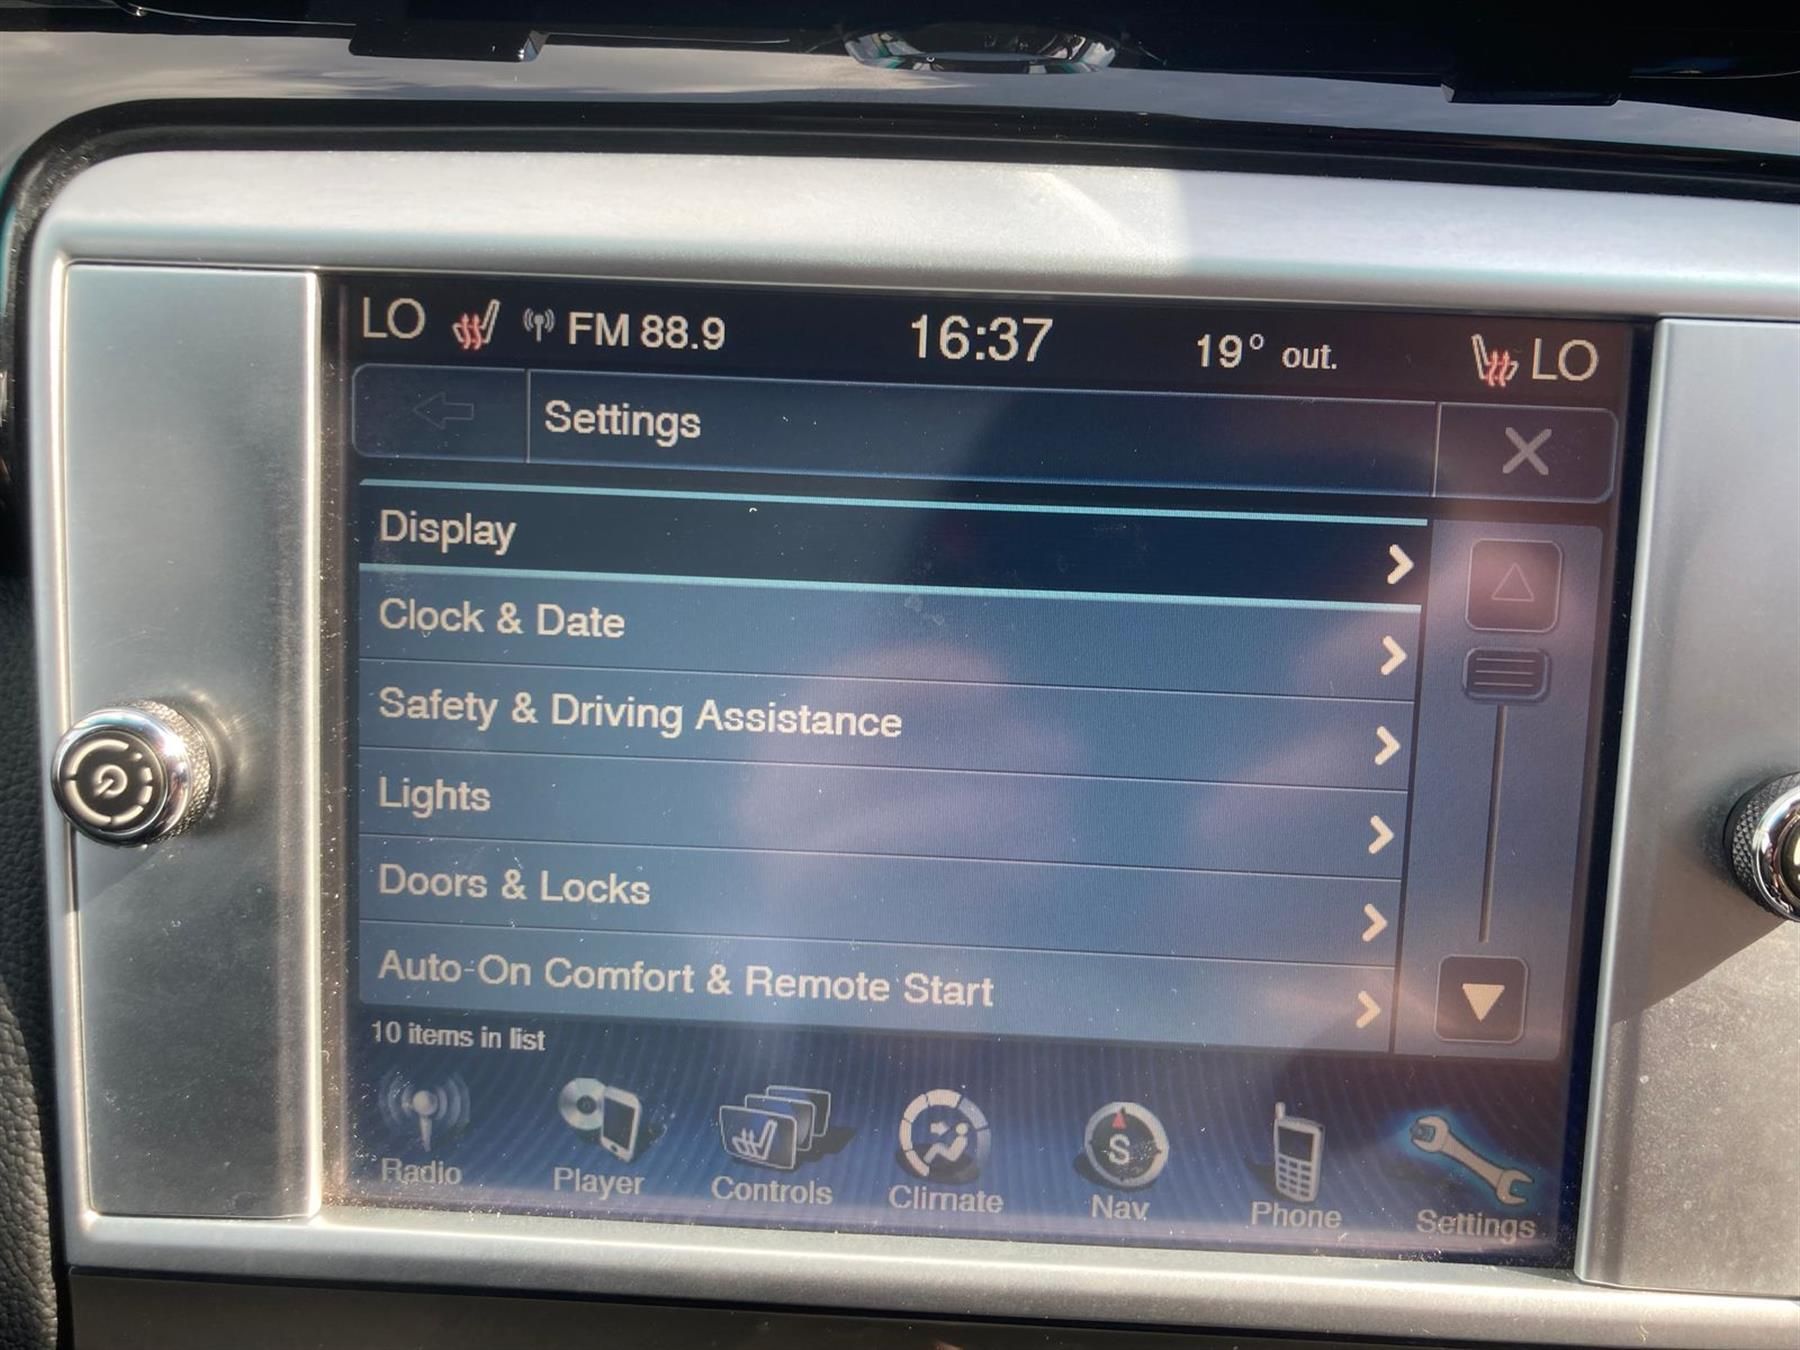 LO FM 88.9 16:37 19° out. LO
Settings
Display
Clock & Date
Safety & Driving Assistance
Lights
Doors & Locks
Auto-On Comfort & Remote Start
10 items in list
S
Radio Player Controls Climate Nav Phone Settings